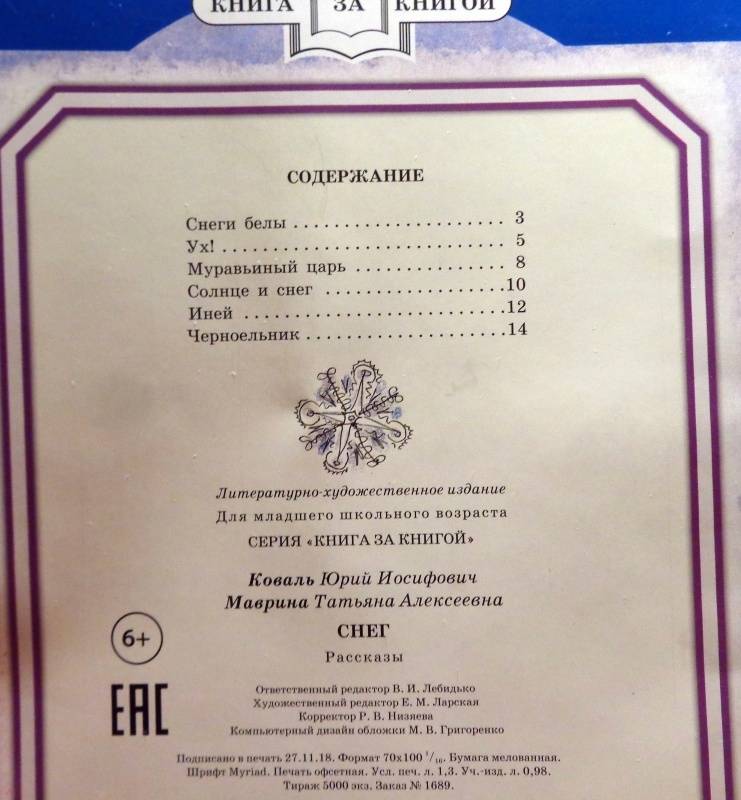 КНИГА ЗА КНИГОЙ
СОДЕРЖАНИЕ
Снеги белы . . . . . . . . . . . . . . . . . . . . . 3
Ух! . . . . . . . . . . . . . . . . . . . . . . . . . . . . 5
Муравьиный царь . . . . . . . . . . . . . . . 8
Солнце и снег . . . . . . . . . . . . . . . . . .10
Иней . . . . . . . . . . . . . . . . . . . . . . . . . .12
Черноельник . . . . . . . . . . . . . . . . . . . .14
Литературно-художественное издание
Для младшего школьного возраста
СЕРИЯ «КНИГА ЗА КНИГОЙ»
Коваль Юрий Иосифович
Маврина Татьяна Алексеевна
СНЕГ
Рассказы
6+
ЕАС
Ответственный редактор В. И. Лебидько
Художественный редактор Е. М. Ларская
Корректор Р. В. Низяева
Компьютерный дизайн обложки М. В. Григоренко
Подписано в печать 27.11.18. Формат 70х100 1/16. Бумага мелованная.
Шрифт Myriad. Печать офсетная. Усл. печ. л. 1,3. Уч.-изд. л. 0,98.
Тираж 5000 экз. Заказ № 1689.